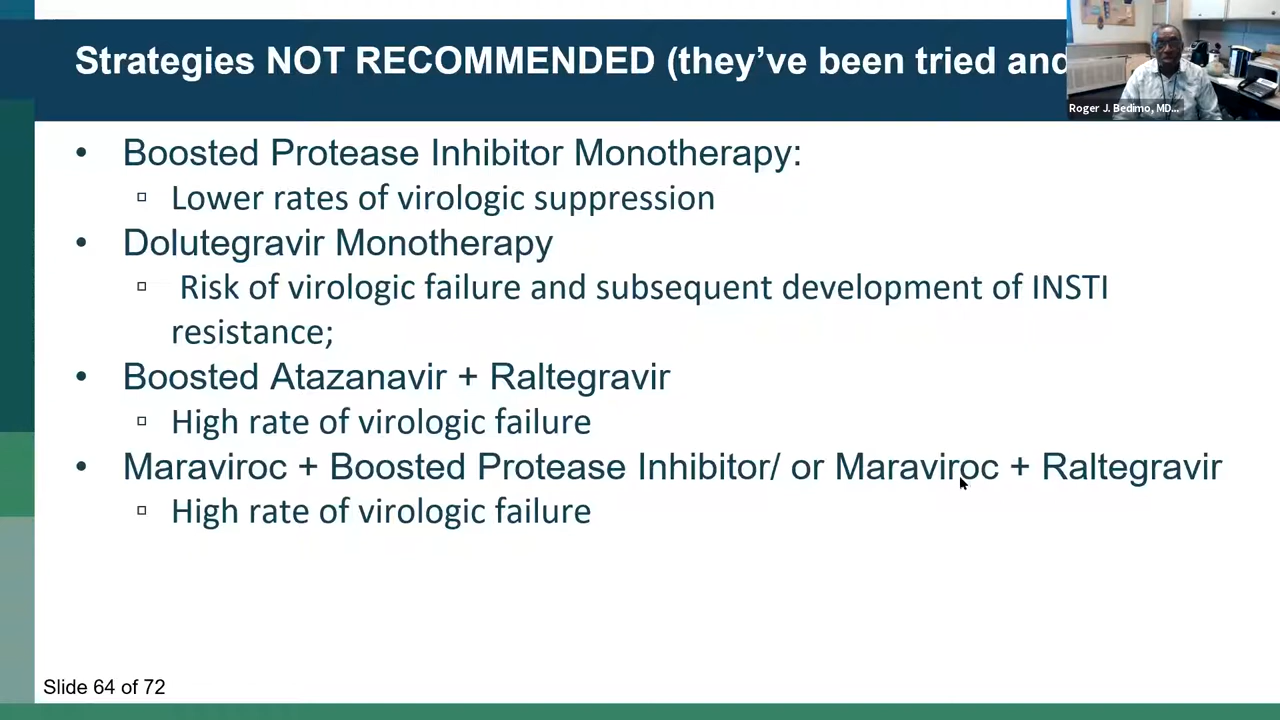 Strategies NOT RECOMMENDED (they’ve been tried and
Roger J. Bedimo, MD...
• Boosted Protease Inhibitor Monotherapy:
▫ Lower rates of virologic suppression
• Dolutegravir Monotherapy
▫ Risk of virologic failure and subsequent development of INSTI
resistance;
• Boosted Atazanavir + Raltegravir
▫ High rate of virologic failure
• Maraviroc + Boosted Protease Inhibitor/ or Maraviroc + Raltegravir
▫ High rate of virologic failure
Slide 64 of 72